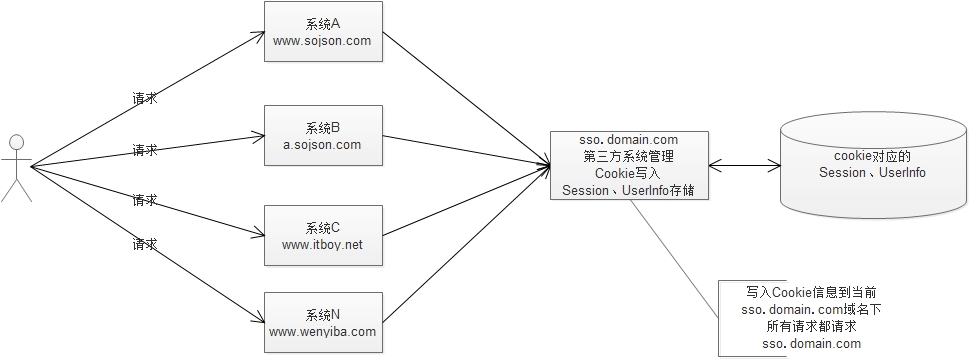 系统A
www.sojson.com
请求
系统B
a.sojson.com
请求
系统C
www.itboy.net
请求
系统N
www.wenyiba.com
请求
sso.domain.com
第三方系统管理
Cookie写入
Session、UserInfo存储
cookie对应的
Session、UserInfo
写入Cookie信息到当前
sso.domain.com域名下
所有请求都请求
sso.domain.com